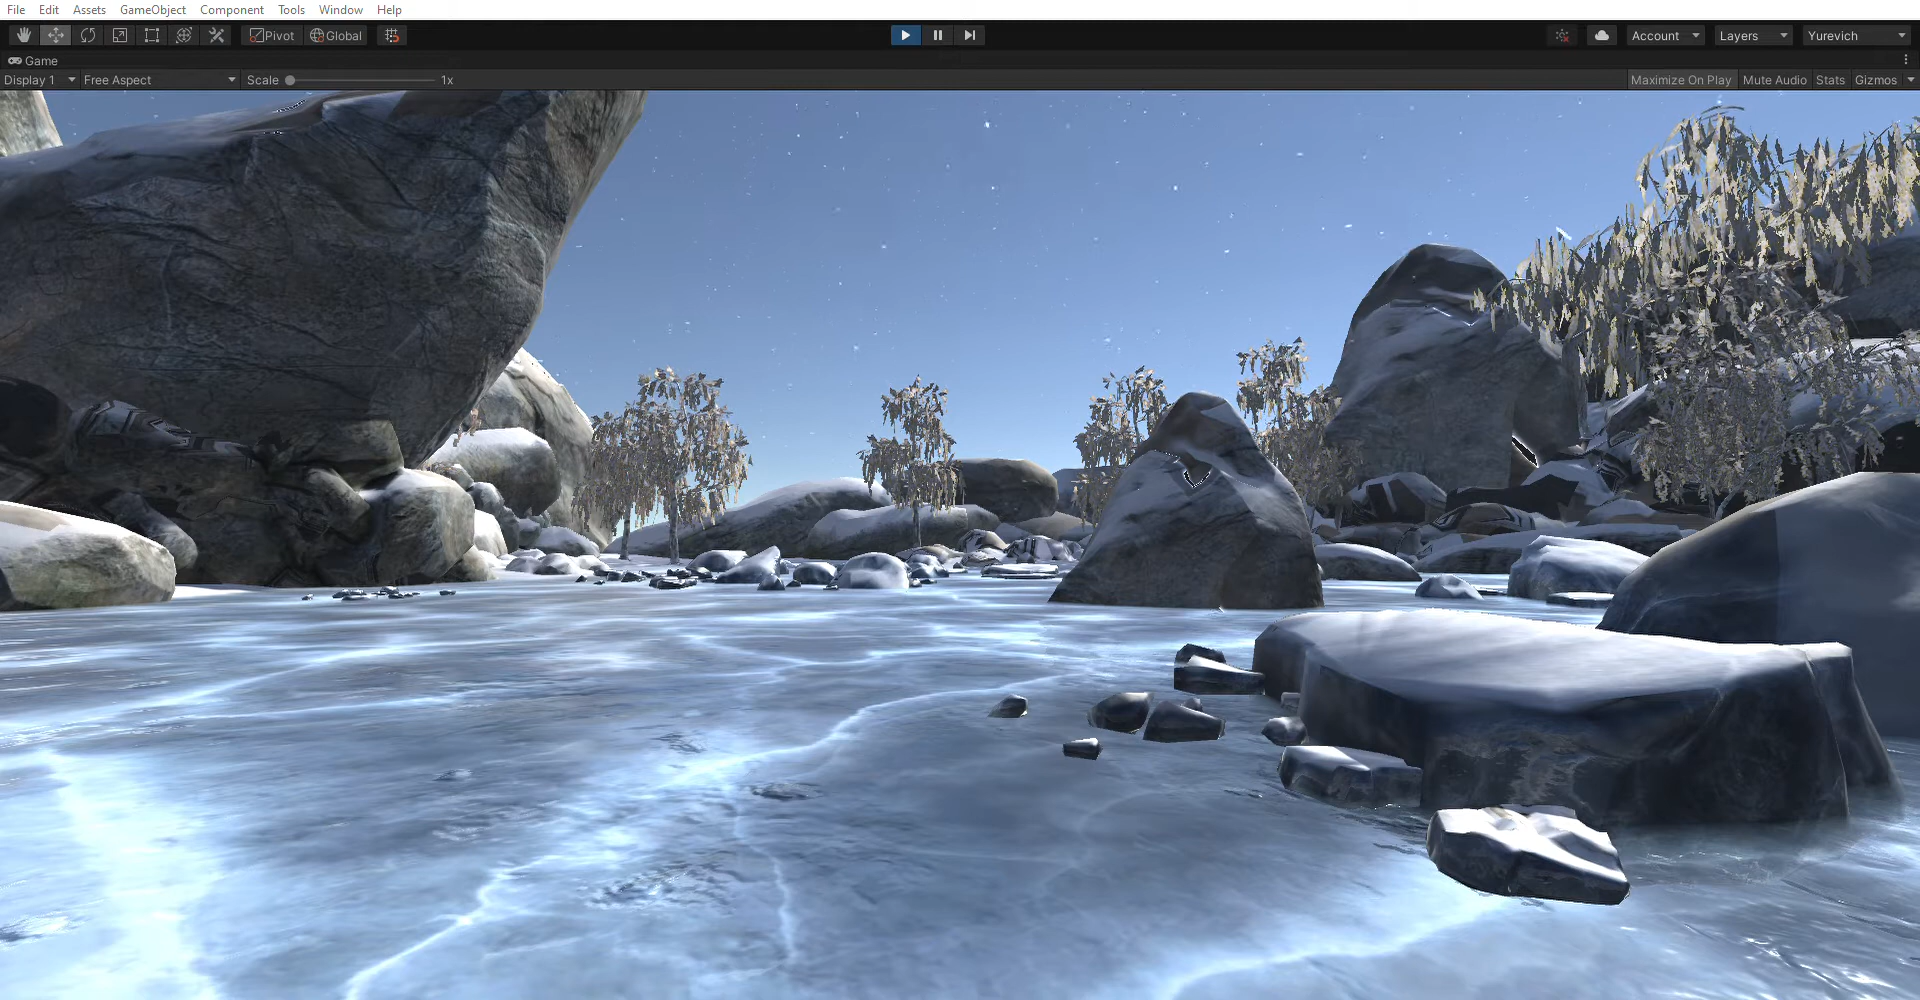 File Edit Assets GameObject Component Tools Window Help
Pivot Global Account Layers Yurevich
Game
Display 1 Free Aspect Scale 1x Maximize On Play Mute Audio Stats Gizmos